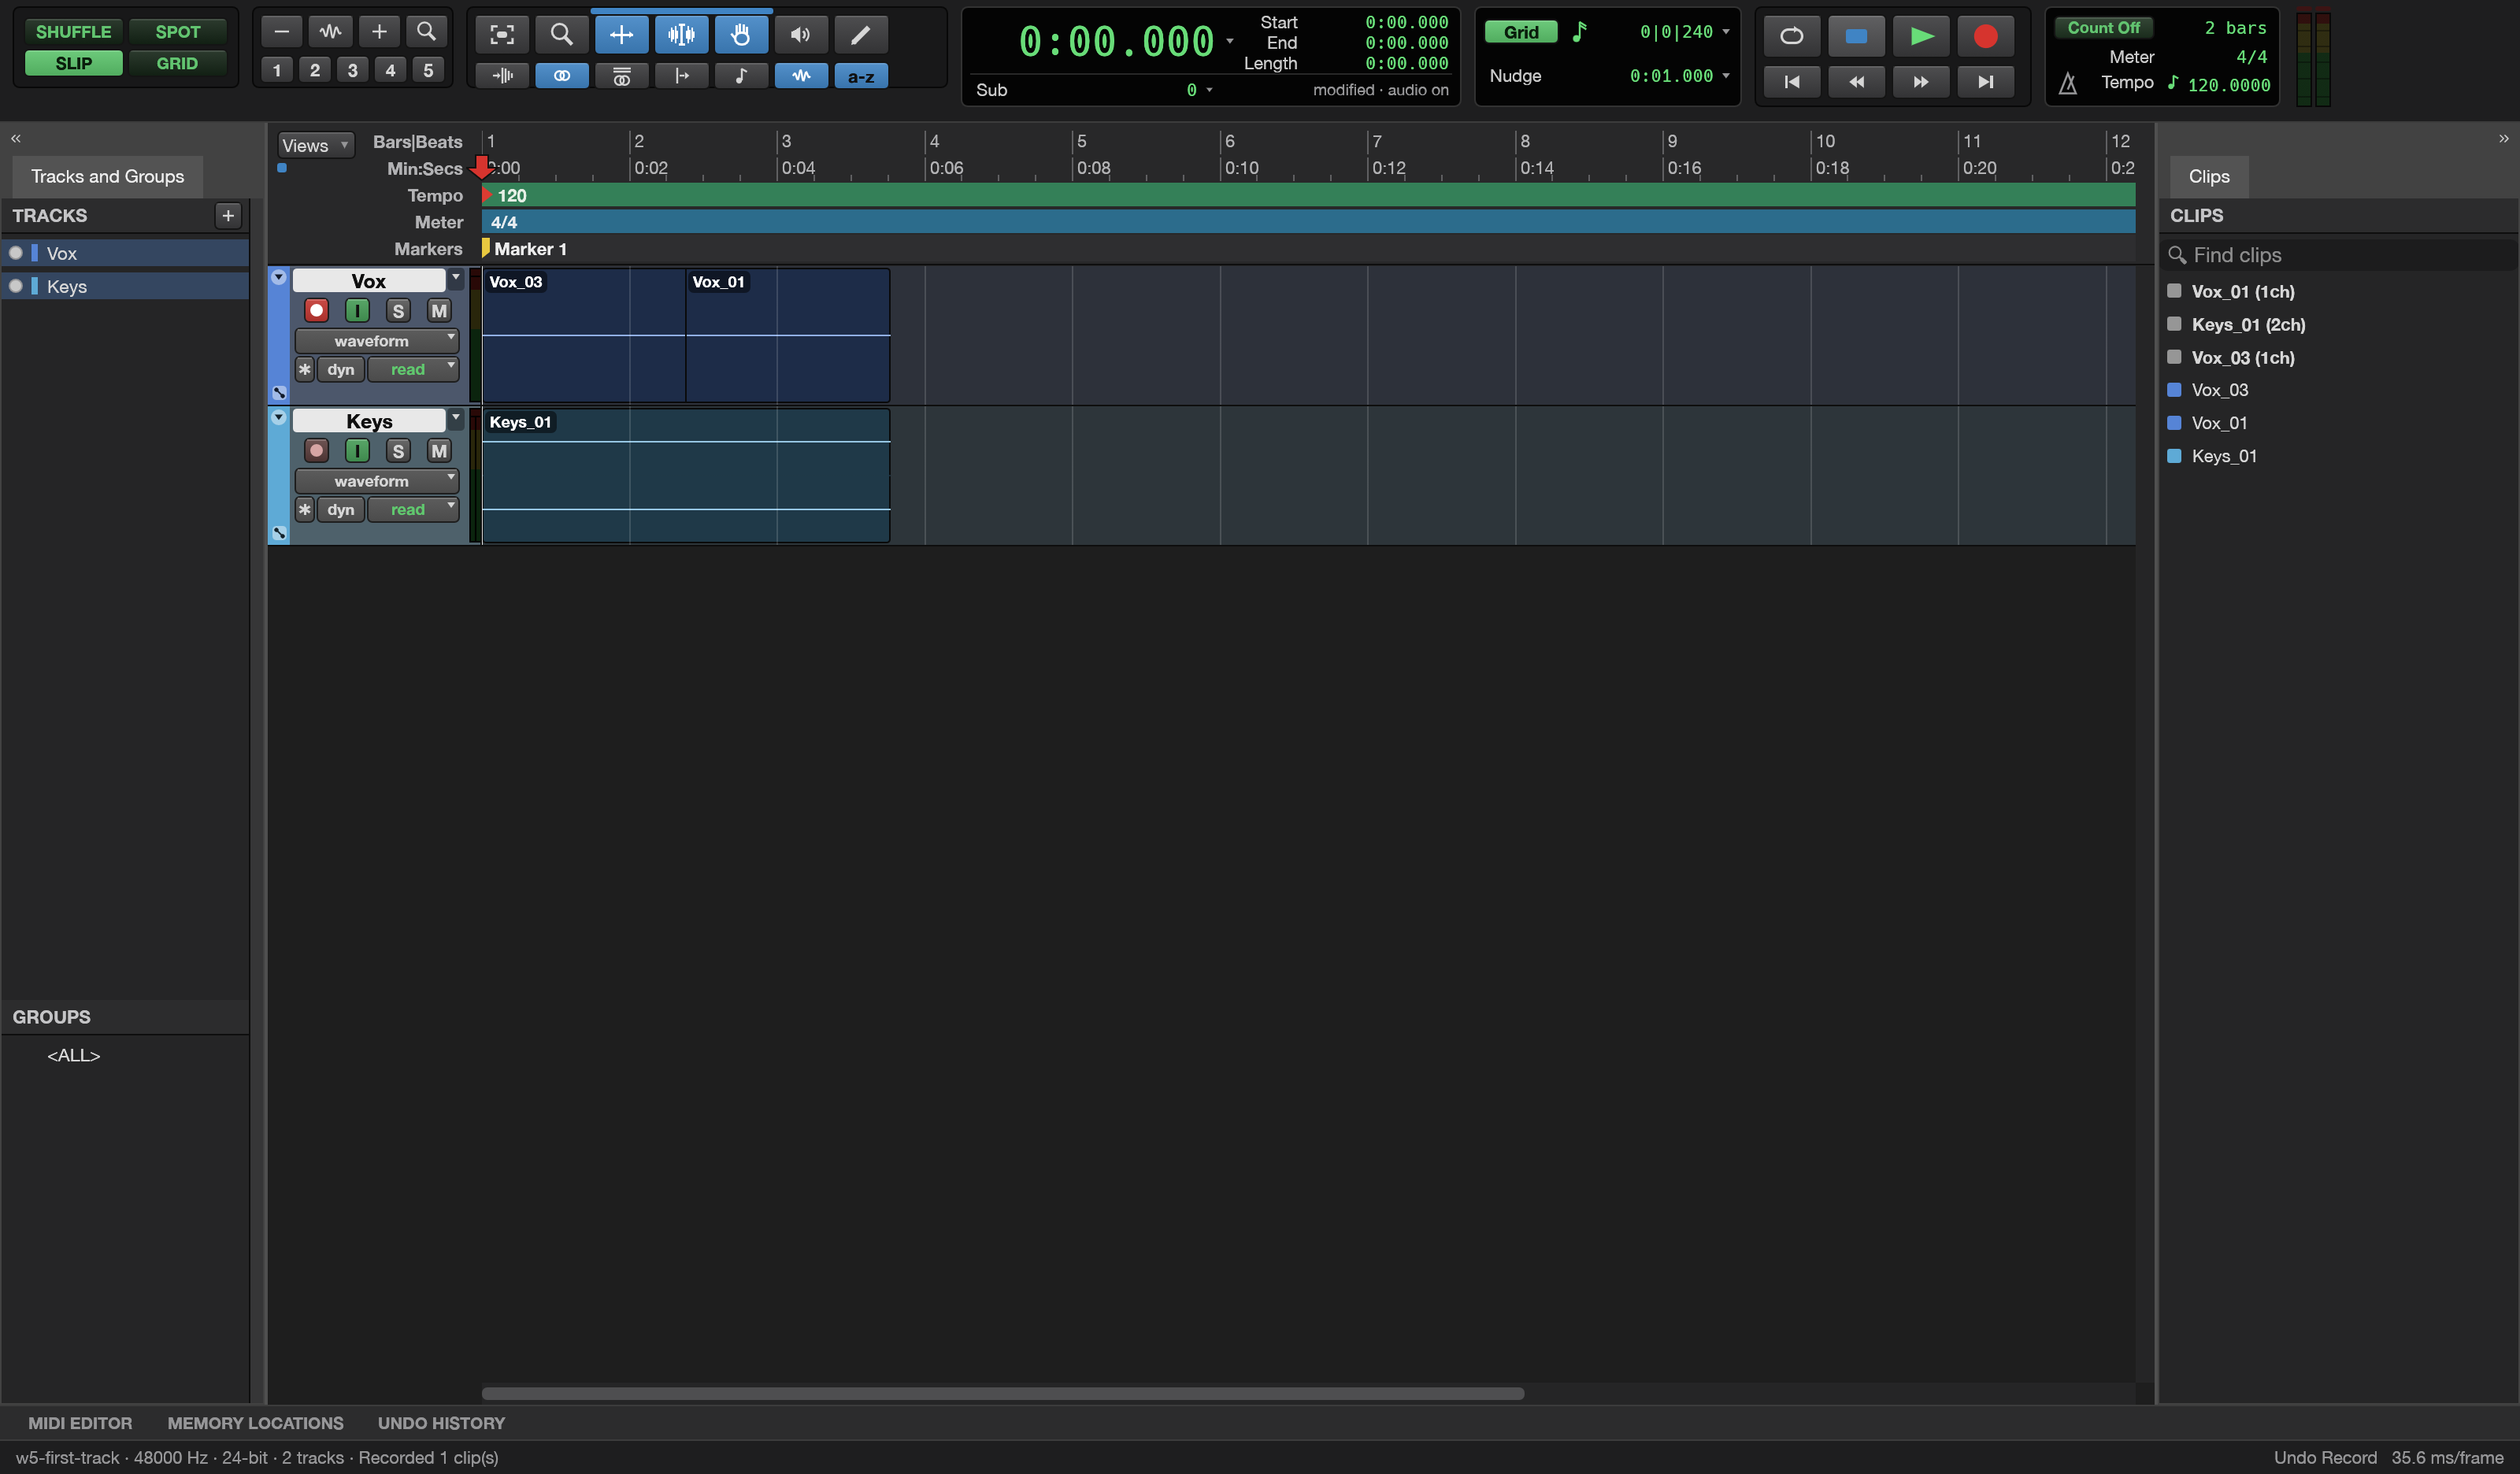 SHUFFLE SPOT
SLIP GRID
1 2 3 4 5
a-z
0:00.000
Start 0:00.000
End 0:00.000
Length 0:00.000
Sub 0 modified · audio on
Grid 0|0|240
Nudge 0:01.000
Count Off 2 bars
Meter 4/4
Tempo 120.0000
« 
Tracks and Groups
TRACKS +
Vox
Keys
GROUPS
<ALL>
Views
Bars|Beats 1 2 3 4 5 6 7 8 9 10 11 12
Min:Secs :00 0:02 0:04 0:06 0:08 0:10 0:12 0:14 0:16 0:18 0:20 0:2
Tempo 120
Meter 4/4
Markers Marker 1
Vox
I S M
waveform
* dyn read
Vox_03 Vox_01
Keys
I S M
waveform
* dyn read
Keys_01
»
Clips
CLIPS
Find clips
Vox_01 (1ch)
Keys_01 (2ch)
Vox_03 (1ch)
Vox_03
Vox_01
Keys_01
MIDI EDITOR MEMORY LOCATIONS UNDO HISTORY
w5-first-track · 48000 Hz · 24-bit · 2 tracks · Recorded 1 clip(s)
Undo Record 35.6 ms/frame